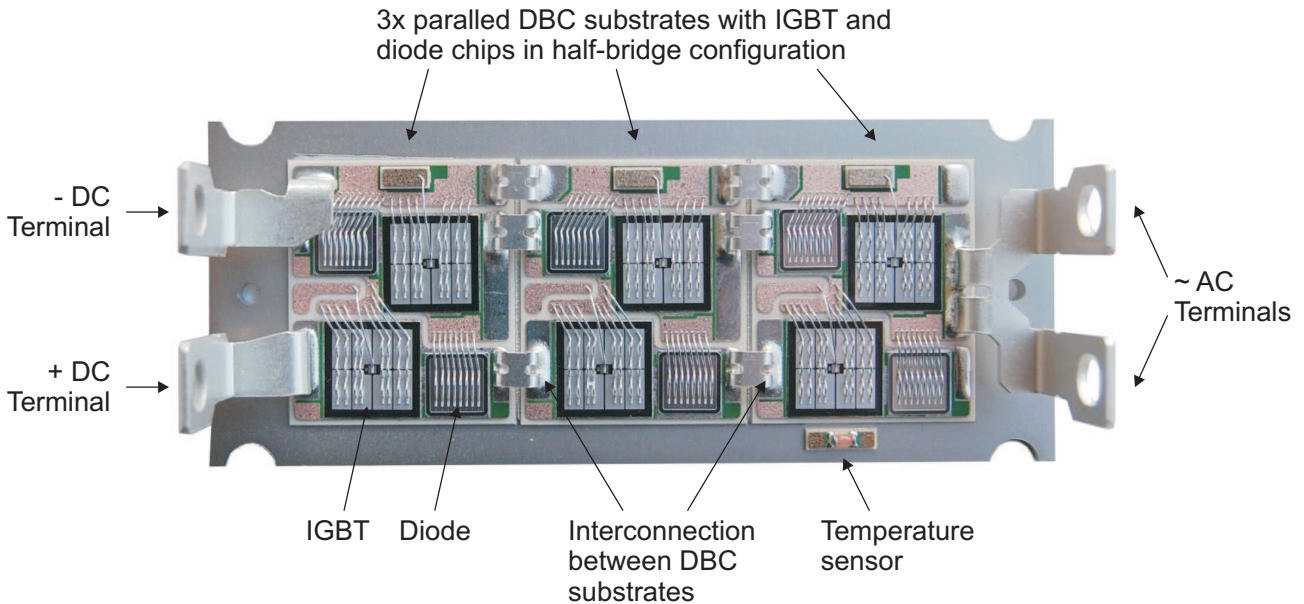 3x paralled DBC substrates with IGBT and
diode chips in half-bridge configuration
- DC
Terminal
~ AC
Terminals
+ DC
Terminal
IGBT
Diode
Interconnection
between DBC
substrates
Temperature
sensor